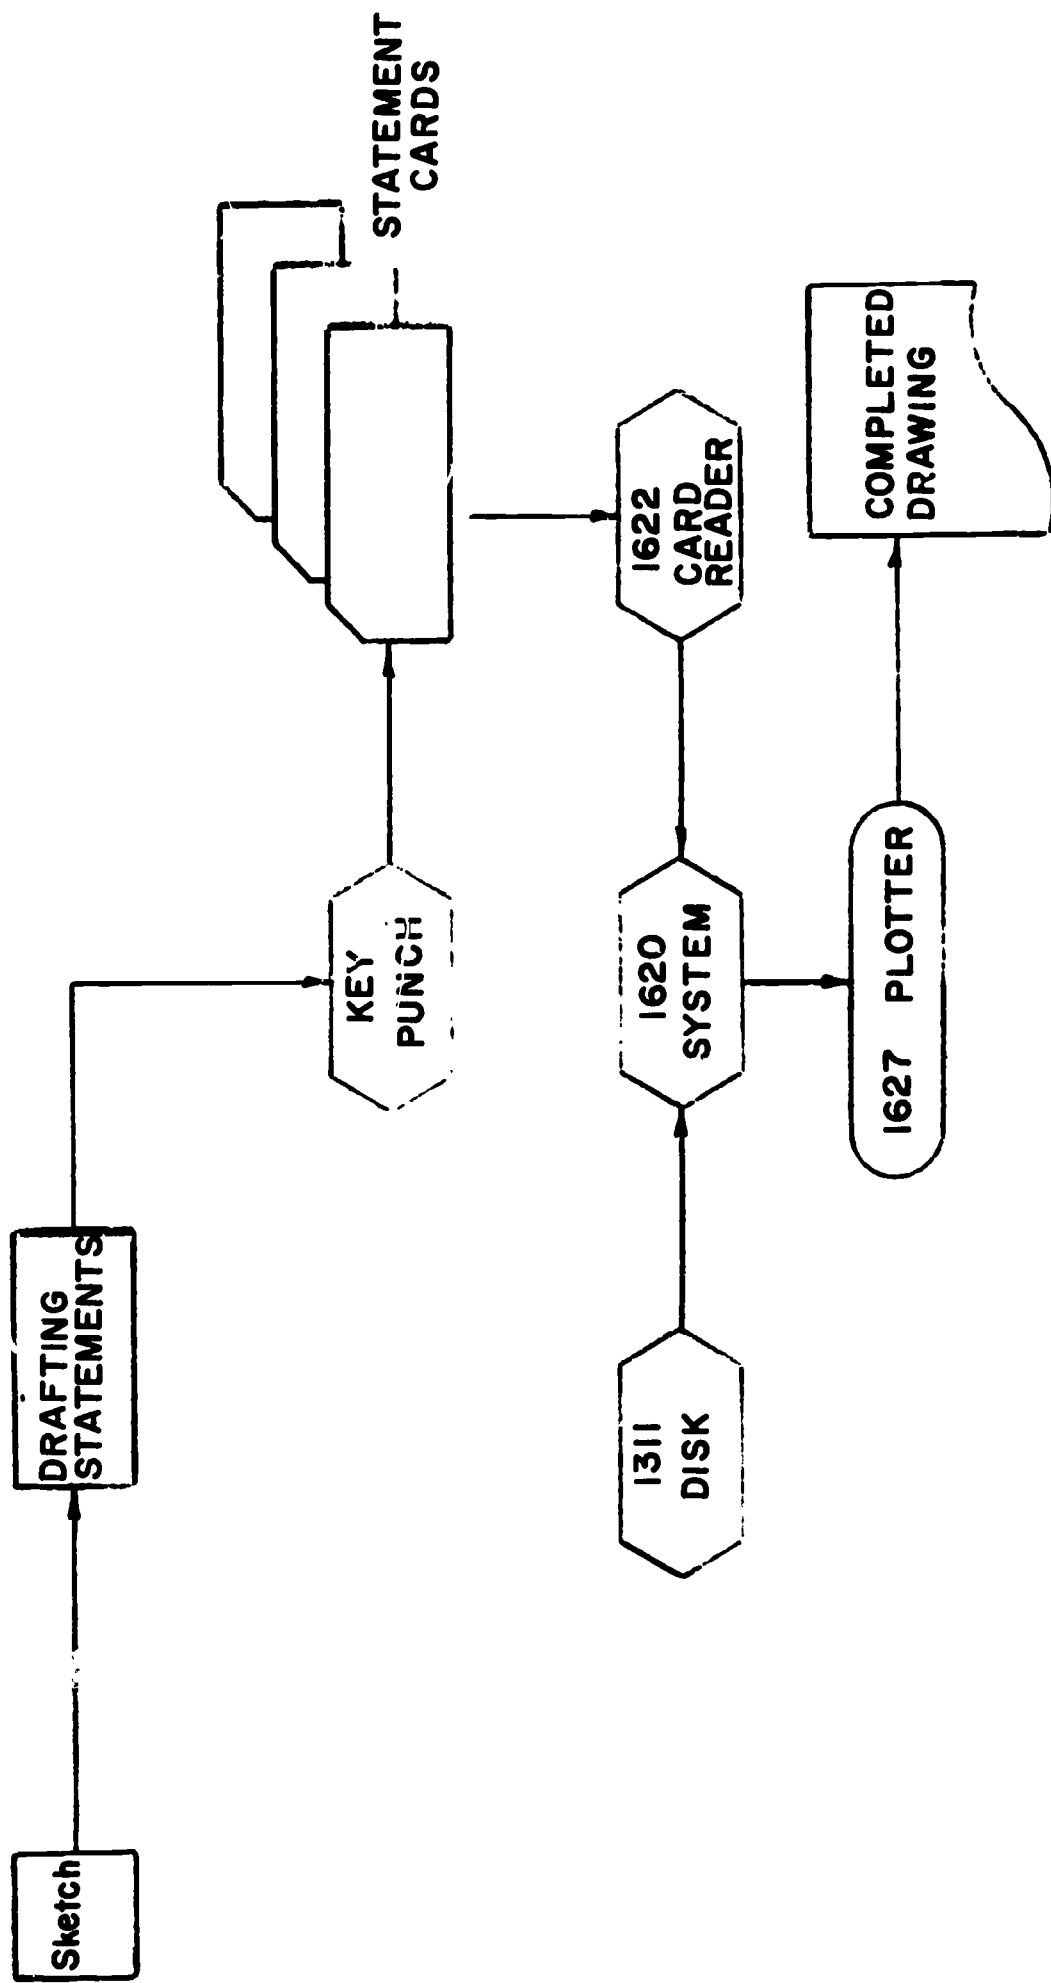 Sketch
DRAFTING
STATEMENTS
KEY
PUNCH
STATEMENT
CARDS
1622
CARD
READER
1620
SYSTEM
1311
DISK
1627 PLOTTER
COMPLETED
DRAWING